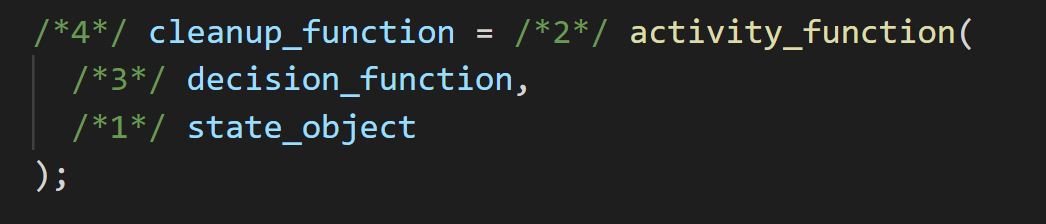 /*4*/ cleanup_function = /*2*/ activity_function(
/*3*/ decision_function,
/*1*/ state_object
);